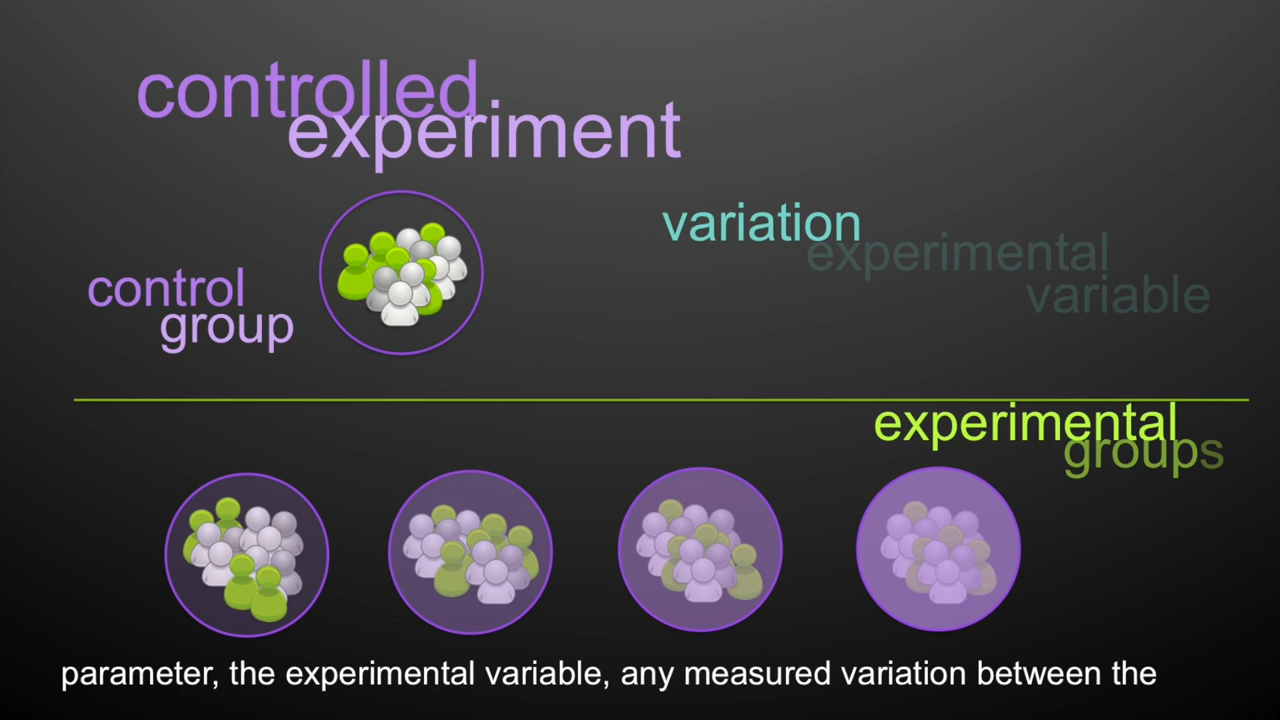 controlled
experiment
variation
experimental
variable
control
group
experimental
groups
parameter, the experimental variable, any measured variation between the